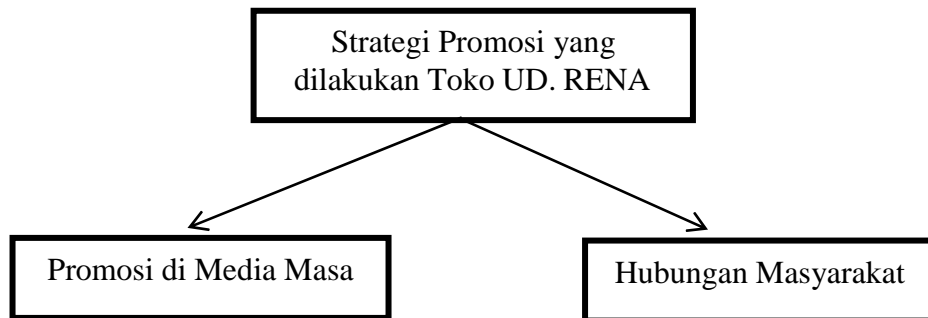 Strategi Promosi yang
dilakukan Toko UD. RENA
Promosi di Media Masa
Hubungan Masyarakat